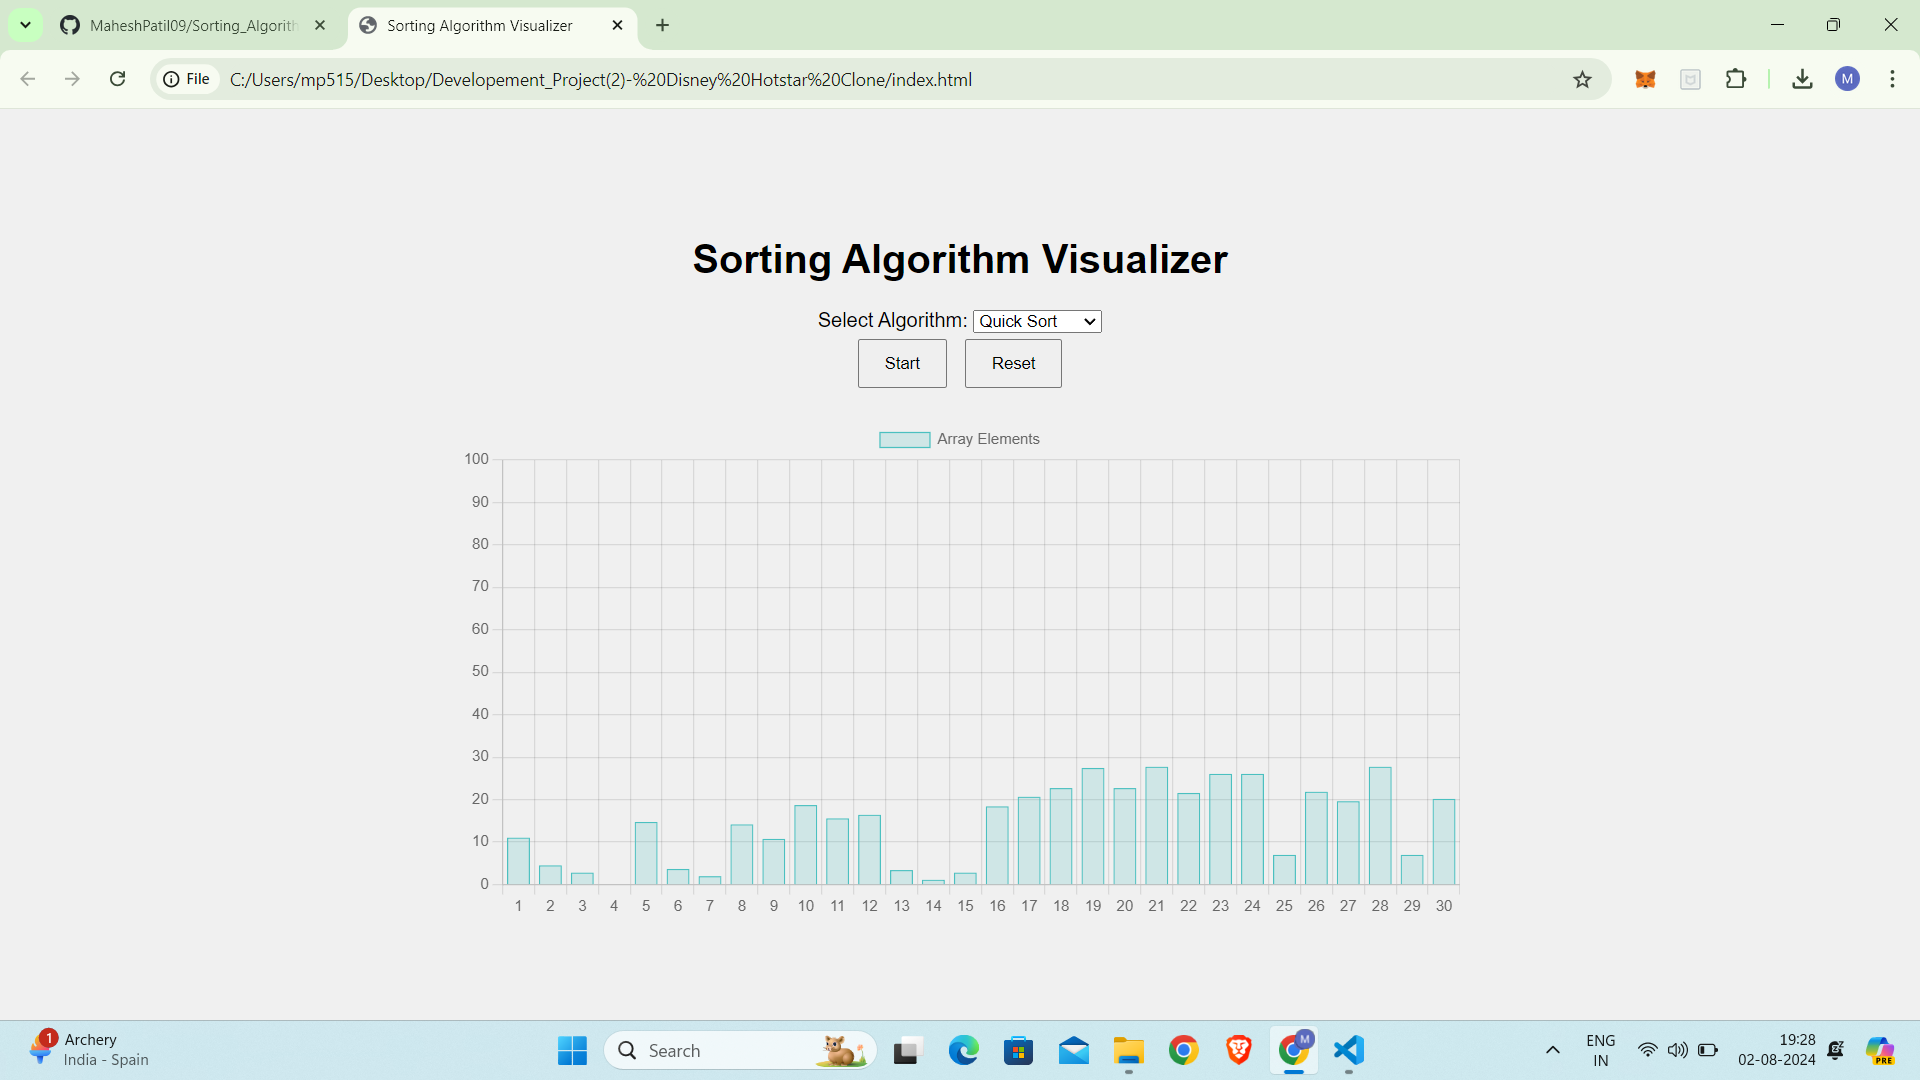 MaheshPatil09/Sorting_Algorith
Sorting Algorithm Visualizer
File
C:/Users/mp515/Desktop/Developement_Project(2)-%20Disney%20Hotstar%20Clone/index.html
M
Sorting Algorithm Visualizer
Select Algorithm: Quick Sort
Start Reset
Array Elements
100
90
80
70
60
50
40
30
20
10
0
1 2 3 4 5 6 7 8 9 10 11 12 13 14 15 16 17 18 19 20 21 22 23 24 25 26 27 28 29 30
1
Archery
India - Spain
Search
M
ENG
IN
19:28
02-08-2024
PRE